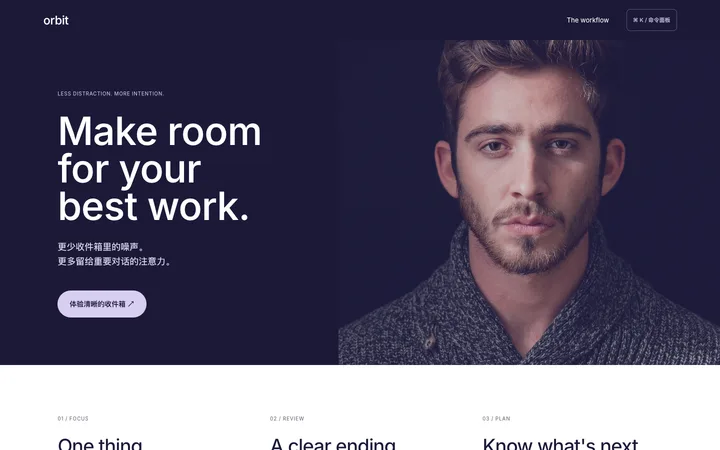 orbit
The workflow
⌘ K / 命令面板
LESS DISTRACTION. MORE INTENTION.
Make room
for your
best work.
更少收件箱里的噪声。
更多留给重要对话的注意力。
体验清晰的收件箱 ↗
01 / FOCUS
02 / REVIEW
03 / PLAN
One thing
A clear ending
Know what's next